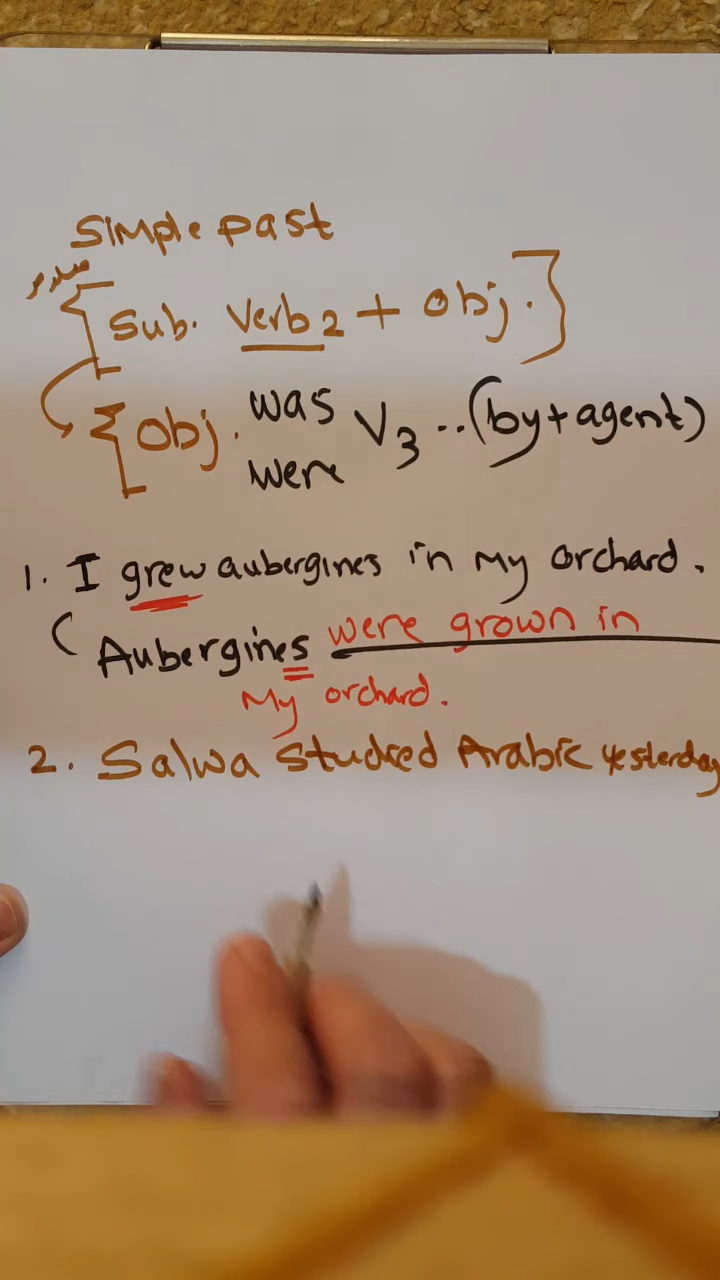 Simple past
[Sub. Verb2 + obj.]
[Obj. was V3 ..(by+agent)
were
1. I grew aubergines in my orchard.
( Aubergines were grown in
My orchard.
2. Salwa studied Arabic yesterday